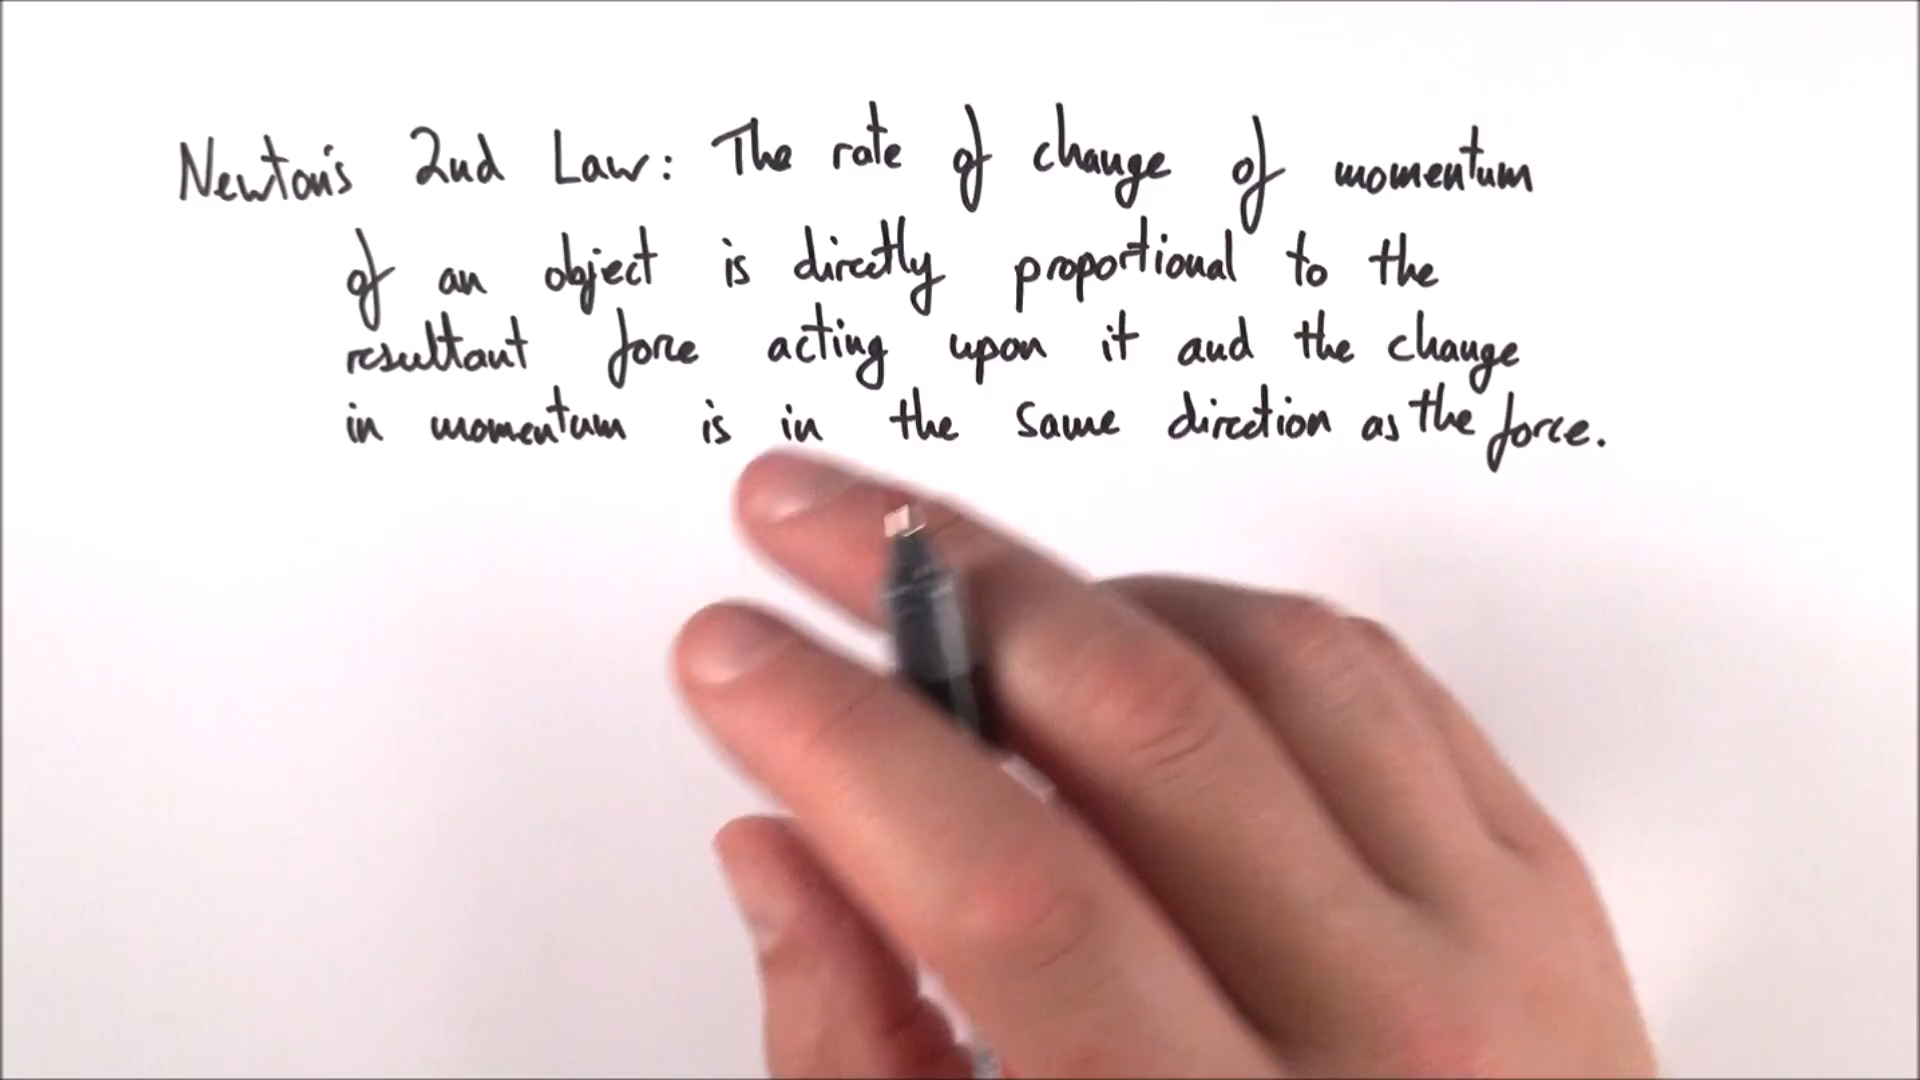 Newton's 2nd Law: The rate of change of momentum
of an object is directly proportional to the
resultant force acting upon it and the change
in momentum is in the same direction as the force.